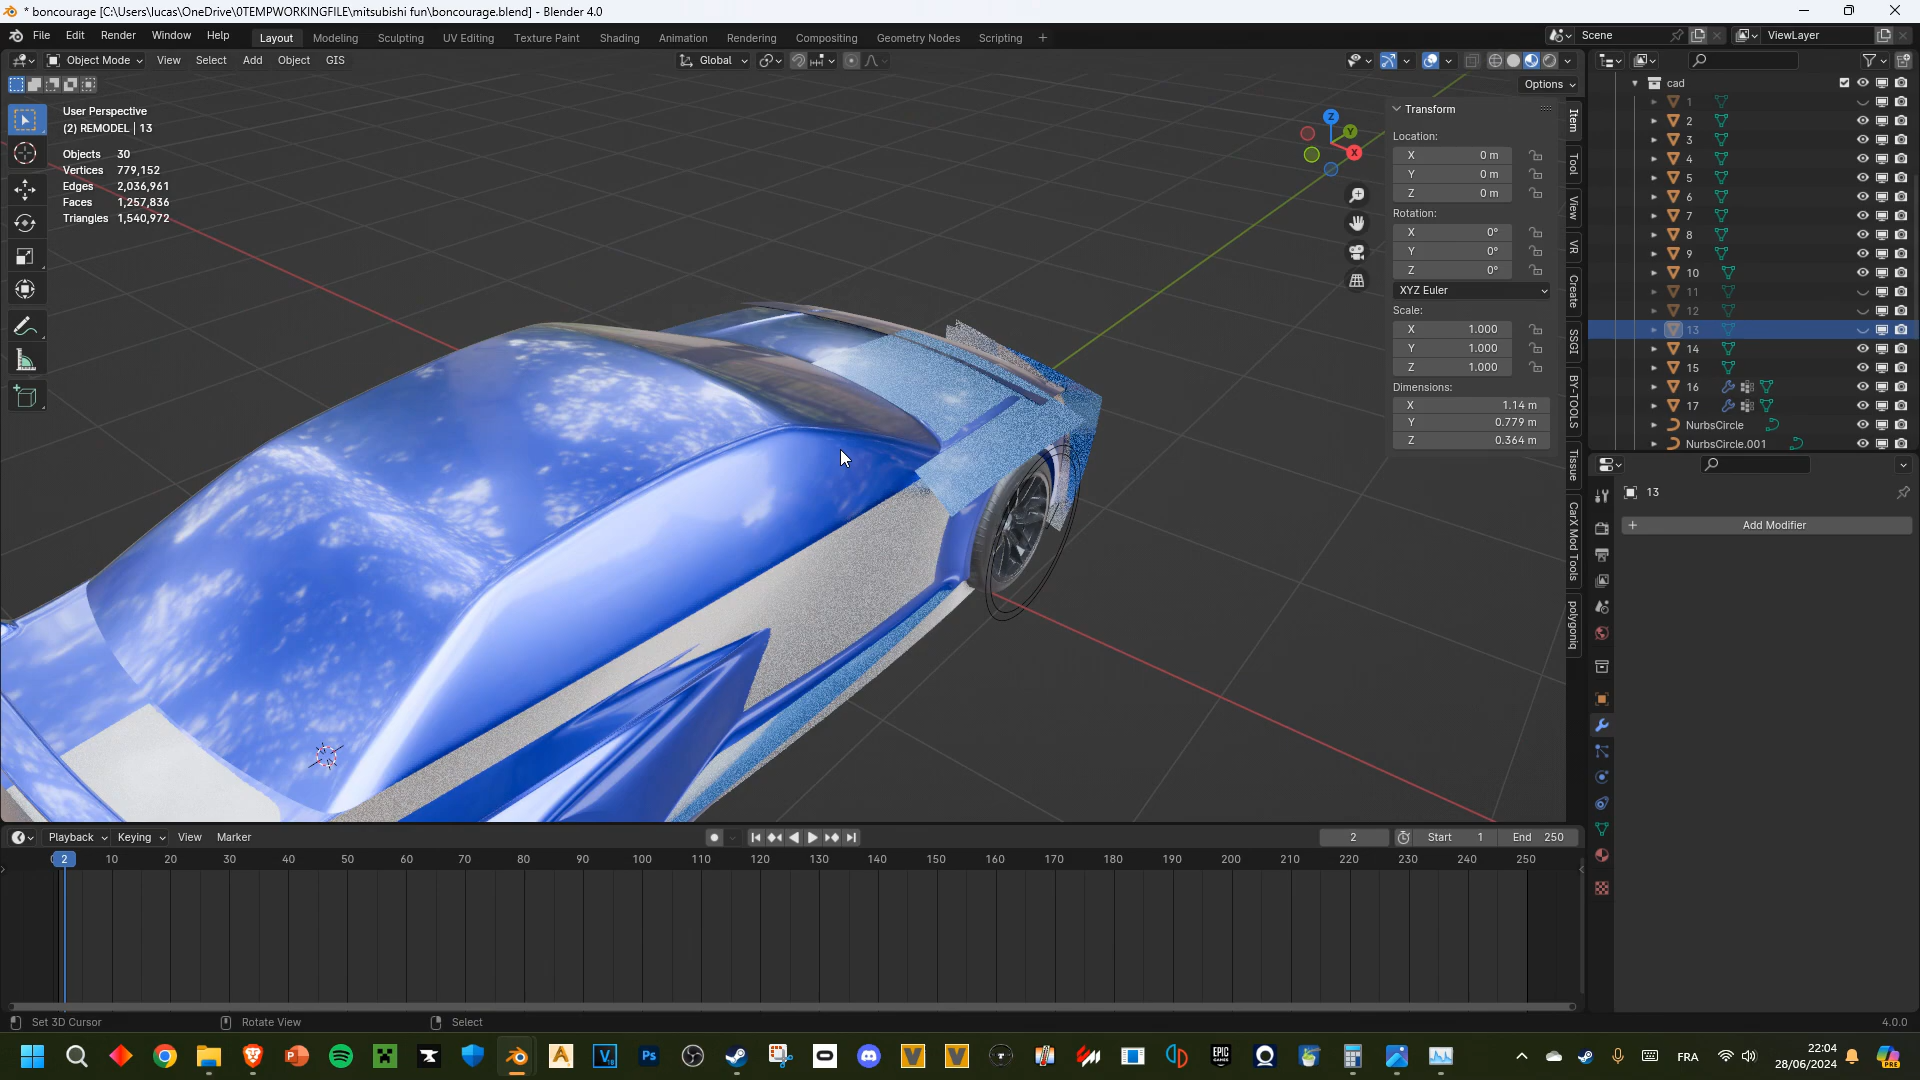 * boncourage [C:\Users\lucas\OneDrive\0TEMPWORKINGFILE\mitsubishi fun\boncourage.blend] - Blender 4.0
File Edit Render Window Help
Layout Modeling Sculpting UV Editing Texture Paint Shading Animation Rendering Compositing Geometry Nodes Scripting +
Scene
ViewLayer
Object Mode View Select Add Object GIS
Global
Options
User Perspective
(2) REMODEL | 13
Objects 30
Vertices 779,152
Edges 2,036,961
Faces 1,257,836
Triangles 1,540,972
Z
Y
X
Transform
Location:
X 0 m
Y 0 m
Z 0 m
Rotation:
X 0°
Y 0°
Z 0°
XYZ Euler
Scale:
X 1.000
Y 1.000
Z 1.000
Dimensions:
X 1.14 m
Y 0.779 m
Z 0.364 m
Item
Tool
View
VR
Create
SSGI
BY-TOOLS
Tissue
CarX Mod Tools
polygoniq
cad
1
2
3
4
5
6
7
8
9
10
11
12
13
14
15
16
17
NurbsCircle
NurbsCircle.001
13
+ Add Modifier
Playback Keying View Marker
2
Start 1 End 250
2 10 20 30 40 50 60 70 80 90 100 110 120 130 140 150 160 170 180 190 200 210 220 230 240 250
Set 3D Cursor
Rotate View
Select
4.0.0
FRA
22:04
28/06/2024